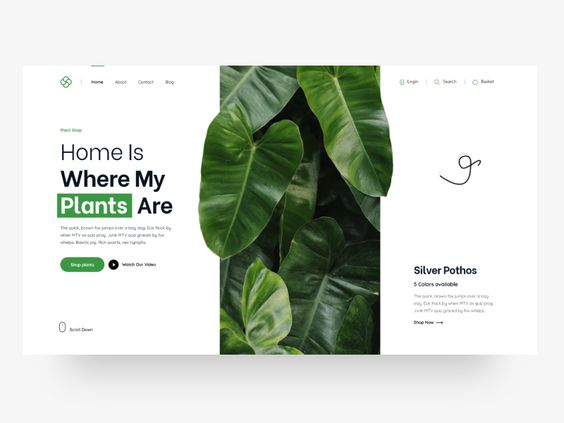 Home
About
Contact
Blog
Login
Search
Basket
Plant Shop
Home Is
Where My
Plants Are
The quick, brown fox jumps over a lazy dog. DJs flock by
when MTV ax quiz prog. Junk MTV quiz graced by fox
whelps. Bawds jog, flick quartz, vex nymphs.
Shop plants
Watch Our Video
Scroll Down
Silver Pothos
5 Colors available
The quick, brown fox jumps over a lazy
dog. DJs flock by when MTV ax quiz prog.
Junk MTV quiz graced by fox whelps.
Shop Now